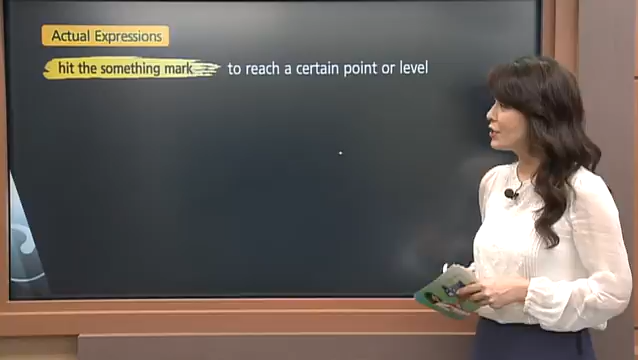 Actual Expressions
hit the something mark to reach a certain point or level